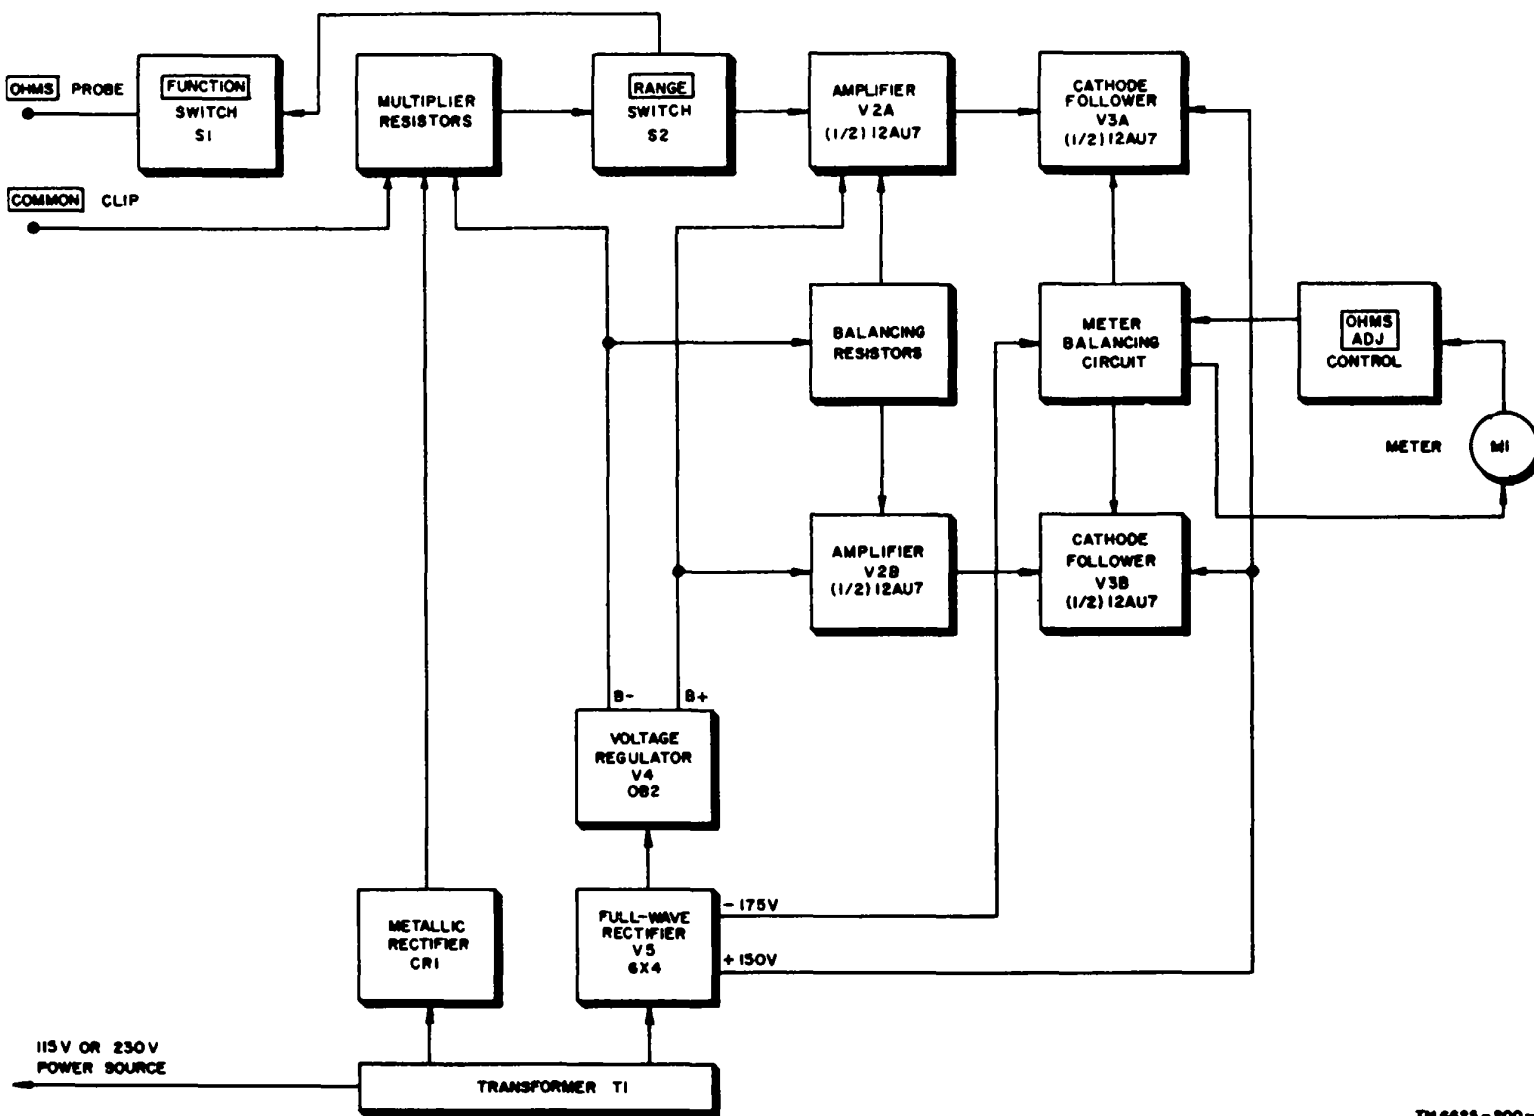 OHMS PROBE
FUNCTION
SWITCH
S1
MULTIPLIER
RESISTORS
RANGE
SWITCH
S2
AMPLIFIER
V2A
(1/2) 12AU7
CATHODE
FOLLOWER
V3A
(1/2) 12AU7
COMMON CLIP
BALANCING
RESISTORS
METER
BALANCING
CIRCUIT
OHMS
ADJ
CONTROL
METER
M1
AMPLIFIER
V2B
(1/2) 12AU7
CATHODE
FOLLOWER
V3B
(1/2) 12AU7
B-
B+
VOLTAGE
REGULATOR
V4
OB2
METALLIC
RECTIFIER
CR1
FULL-WAVE
RECTIFIER
V5
6X4
-175V
+150V
115V OR 230V
POWER SOURCE
TRANSFORMER T1